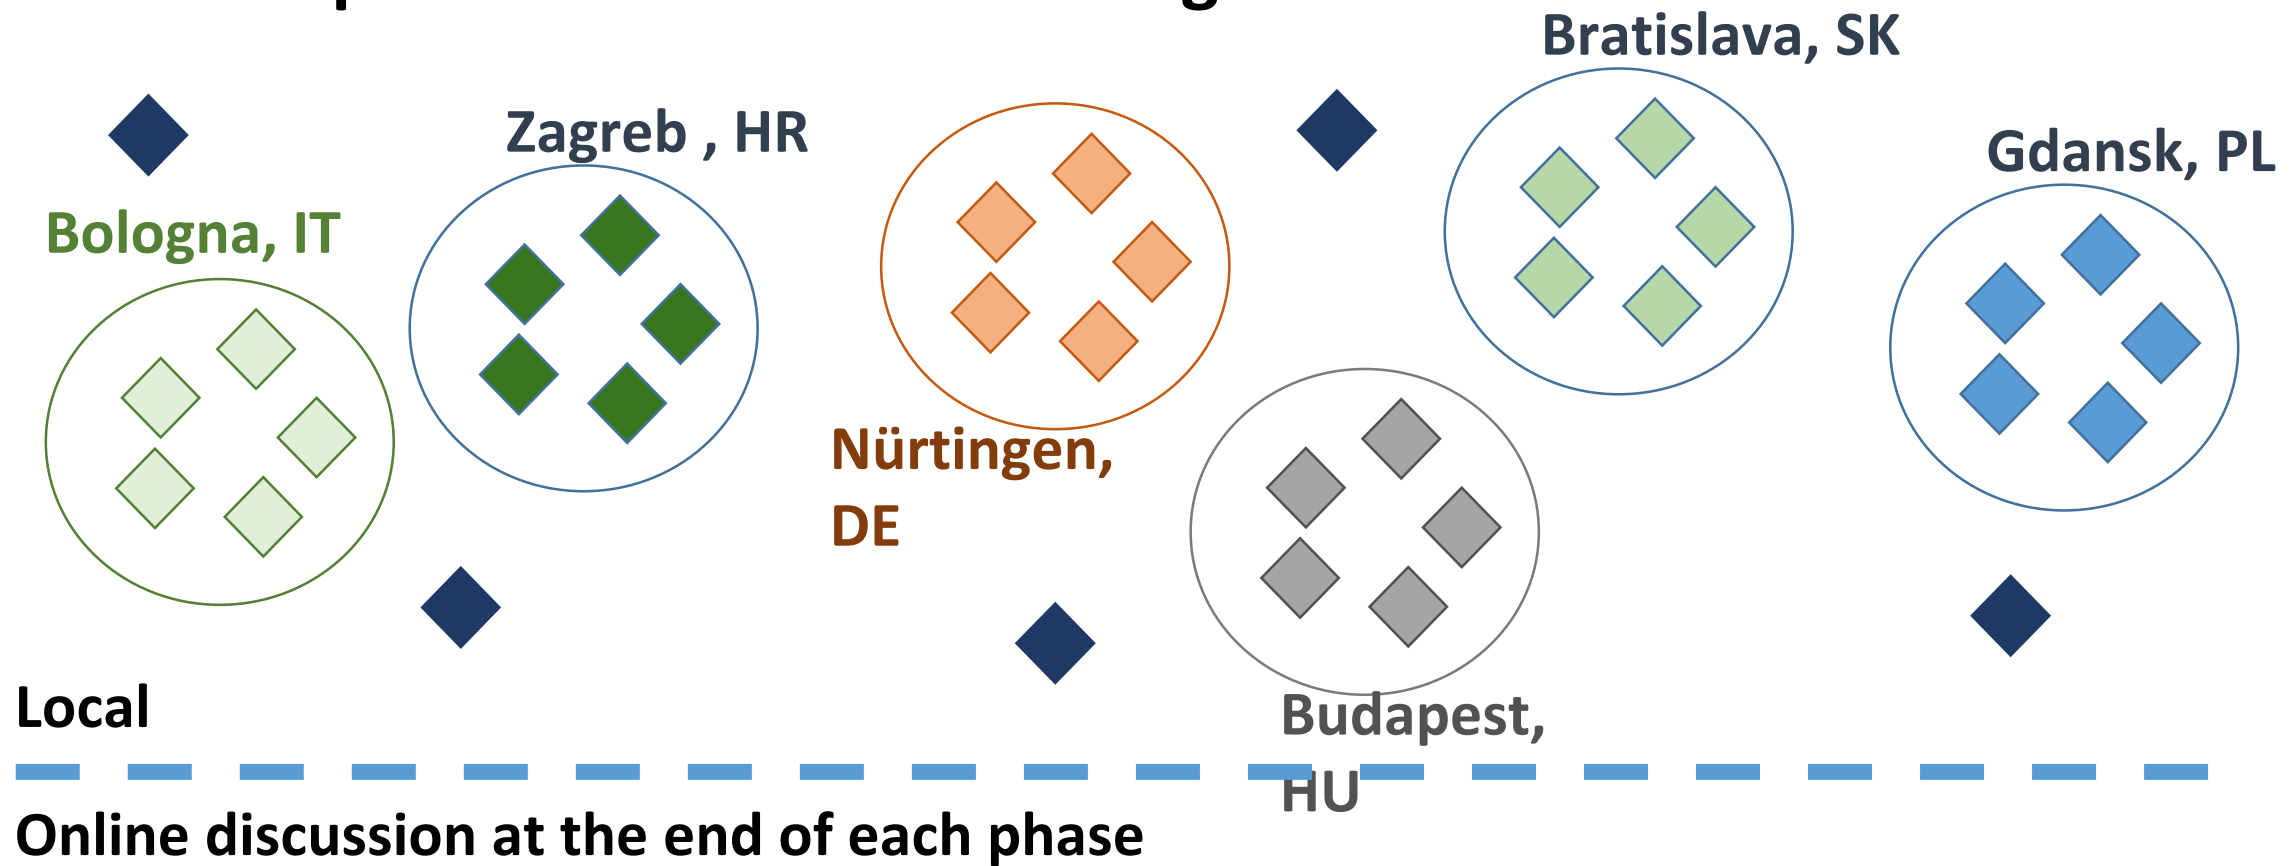 Bratislava, SK
Zagreb , HR
Gdansk, PL
Bologna, IT
Nürtingen,
DE
Local
Budapest,
HU
Online discussion at the end of each phase